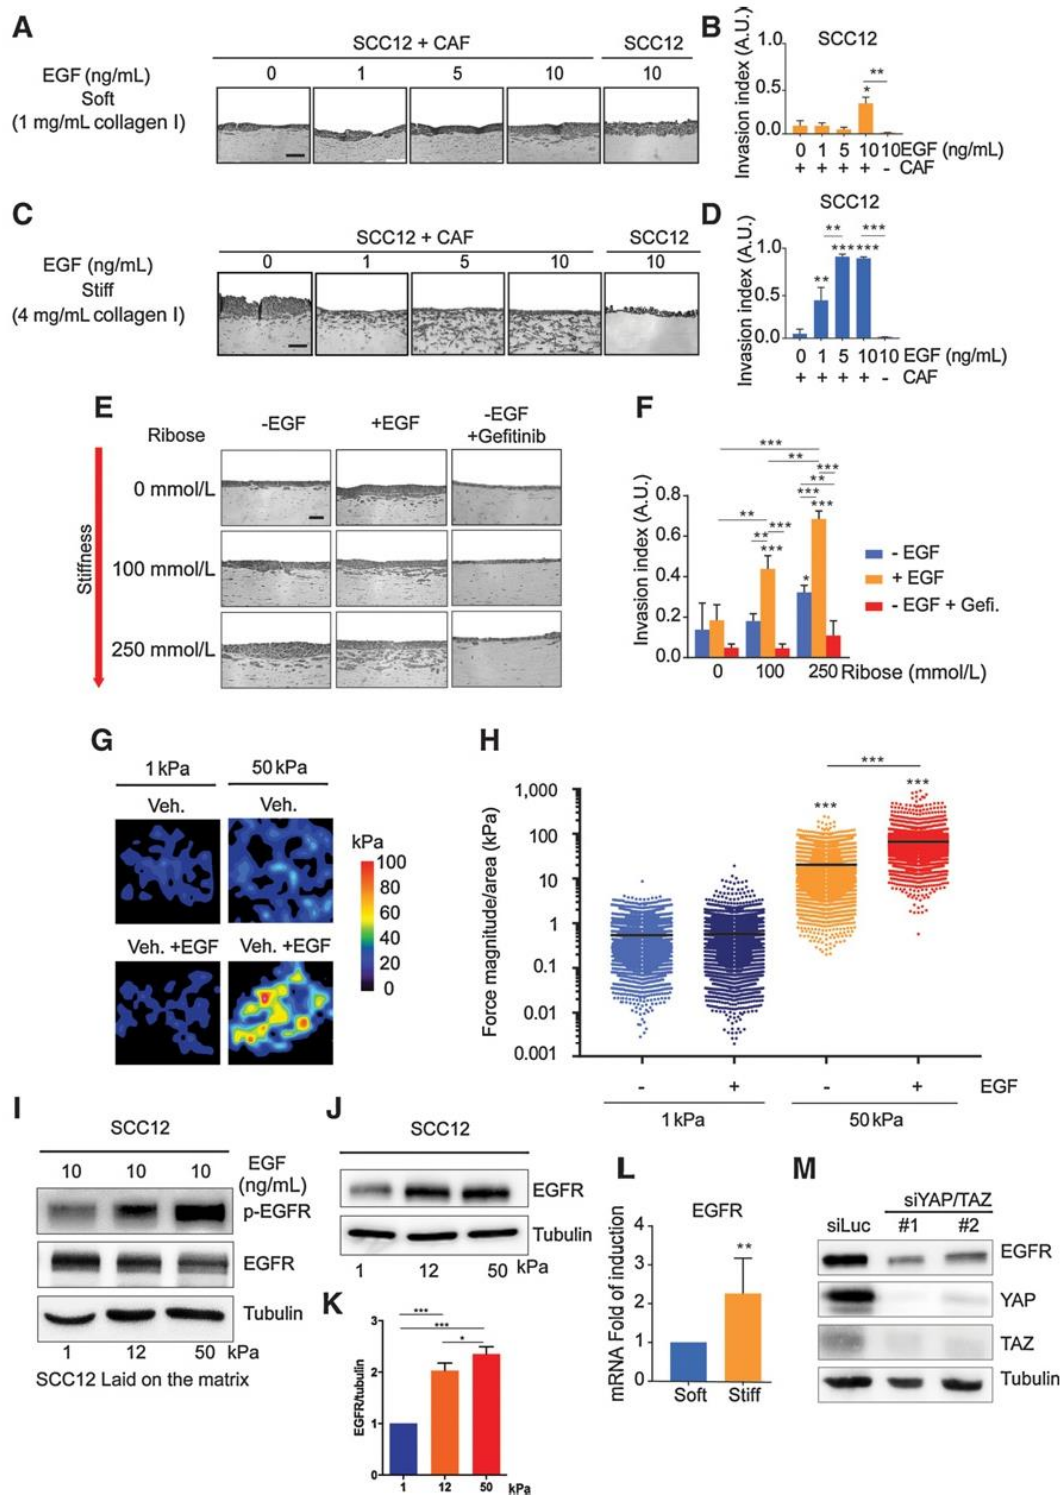 A
SCC12 + CAF
SCC12
EGF (ng/mL)
0
1
5
10
10
Soft
(1 mg/mL collagen I)
B
SCC12
Invasion index (A.U.)
1.0
0.5
0.0
**
*
0 1 5 10 10 EGF (ng/mL)
+ + + + - CAF
C
SCC12 + CAF
SCC12
EGF (ng/mL)
0
1
5
10
10
Stiff
(4 mg/mL collagen I)
D
SCC12
Invasion index (A.U.)
1.0
0.5
0.0
** ***
******
**
0 1 5 10 10 EGF (ng/mL)
+ + + + - CAF
E
Ribose
-EGF
+EGF
-EGF
+Gefitinib
Stiffness
0 mmol/L
100 mmol/L
250 mmol/L
F
Invasion index (A.U.)
0.8
0.6
0.4
0.2
0.0
***
**
***
**
***
***
**
***
**
***
*
- EGF
+ EGF
- EGF + Gefi.
0 100 250 Ribose (mmol/L)
G
1 kPa
50 kPa
Veh.
Veh.
Veh. +EGF
Veh. +EGF
kPa
100
80
60
40
20
0
H
Force magnitude/area (kPa)
1,000
100
10
1
0.1
0.01
0.001
***
***
***
- + - + EGF
1 kPa
50 kPa
I
SCC12
10 10 10 EGF
(ng/mL)
p-EGFR
EGFR
Tubulin
1 12 50 kPa
SCC12 Laid on the matrix
J
SCC12
EGFR
Tubulin
1 12 50 kPa
K
EGFR/tubulin
3
2
1
0
***
***
*
1 12 50 kPa
L
EGFR
mRNA Fold of induction
4
3
2
1
0
**
Soft Stiff
M
siYAP/TAZ
siLuc #1 #2
EGFR
YAP
TAZ
Tubulin